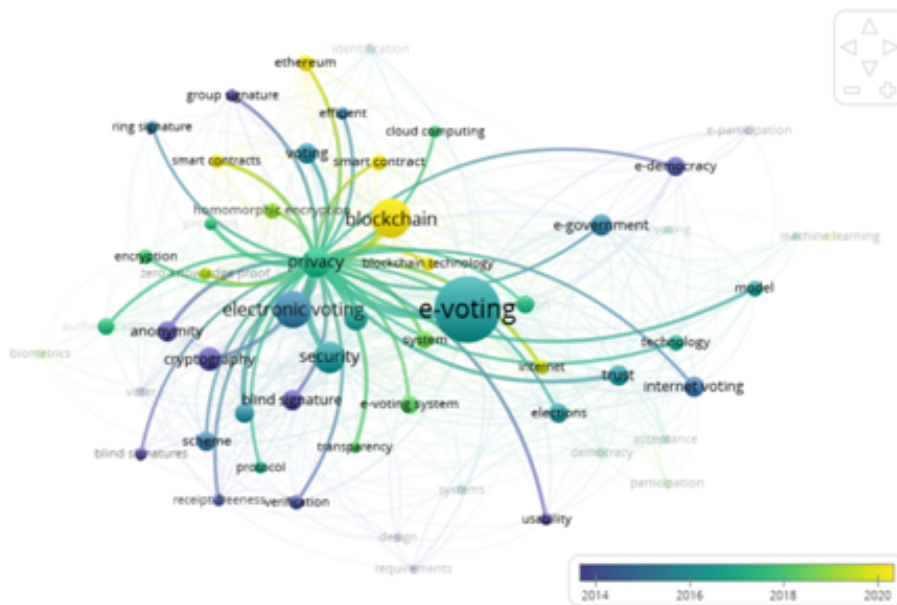 identification
ethereum
group signature
efficient
ring signature
cloud computing
e-participation
smart contracts
voting
smart contract
e-democracy
homomorphic encryption
blockchain
e-government
machine learning
encryption
privacy
blockchain technology
zero-knowledge proof
model
electronic voting
e-voting
anonymity
system
technology
biometrics
cryptography
security
internet
trust
internet voting
blind signature
e-voting system
elections
scheme
transparency
acceptance
blind signatures
protocol
democracy
receipt-freeness
verification
systems
participation
usability
design
requirements
2014
2016
2018
2020